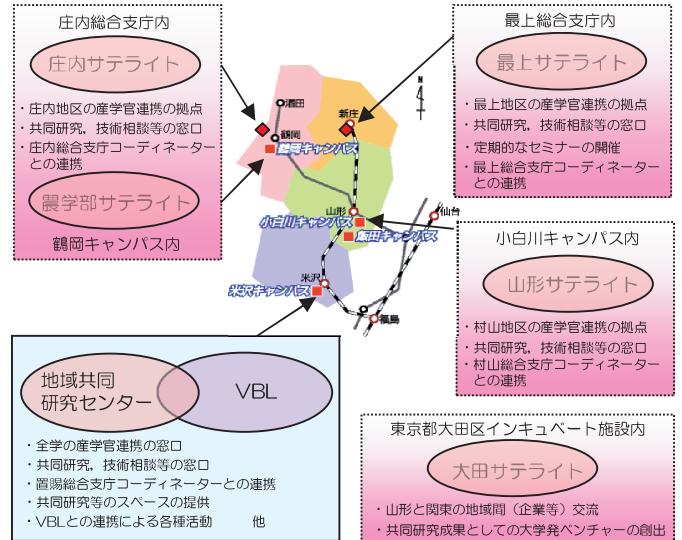 庄内総合支庁内
庄内サテライト
・庄内地区の産学官連携の拠点
・共同研究，技術相談等の窓口
・庄内総合支庁コーディネーター
との連携
農学部サテライト
鶴岡キャンパス内
最上総合支庁内
最上サテライト
・最上地区の産学官連携の拠点
・共同研究，技術相談等の窓口
・定期的なセミナーの開催
・最上総合支庁コーディネーター
との連携
N
酒田
新庄
鶴岡
鶴岡キャンパス
山形
仙台
小白川キャンパス
飯田キャンパス
米沢
米沢キャンパス
福島
小白川キャンパス内
山形サテライト
・村山地区の産学官連携の拠点
・共同研究，技術相談等の窓口
・村山総合支庁コーディネーター
との連携
地域共同
研究センター
VBL
・全学の産学官連携の窓口
・共同研究，技術相談等の窓口
・置賜総合支庁コーディネーターとの連携
・共同研究等のスペースの提供
・VBLとの連携による各種活動　　他
東京都大田区インキュベート施設内
大田サテライト
・山形と関東の地域間（企業等）交流
・共同研究成果としての大学発ベンチャーの創出